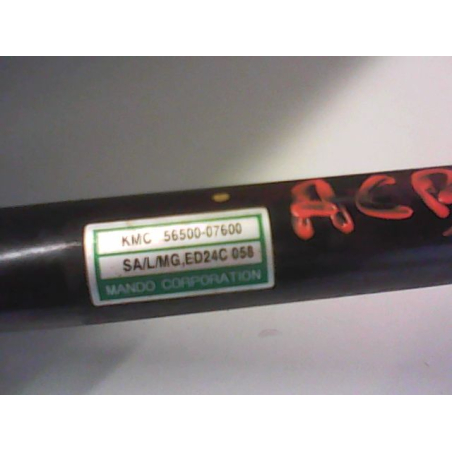 KMC 56500-07600
SA/L/MG,ED24C 058
MANDO CORPORATION